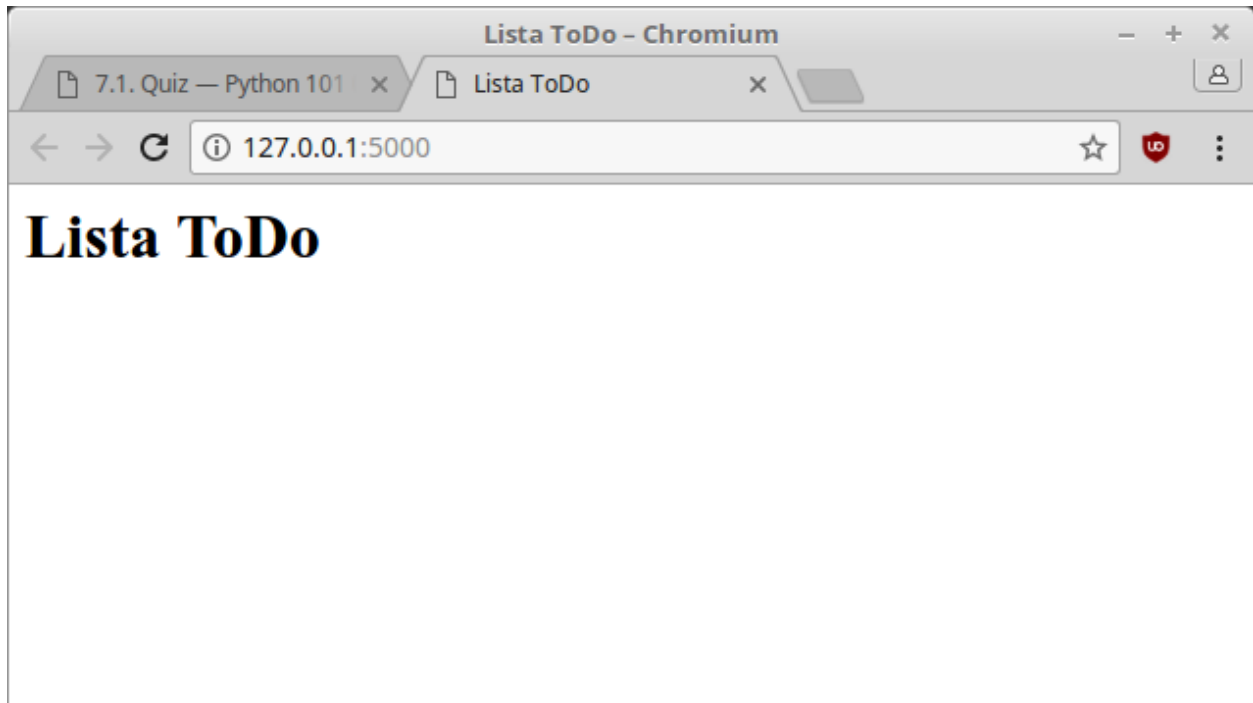 Lista ToDo – Chromium
7.1. Quiz — Python 101
Lista ToDo
127.0.0.1:5000
Lista ToDo